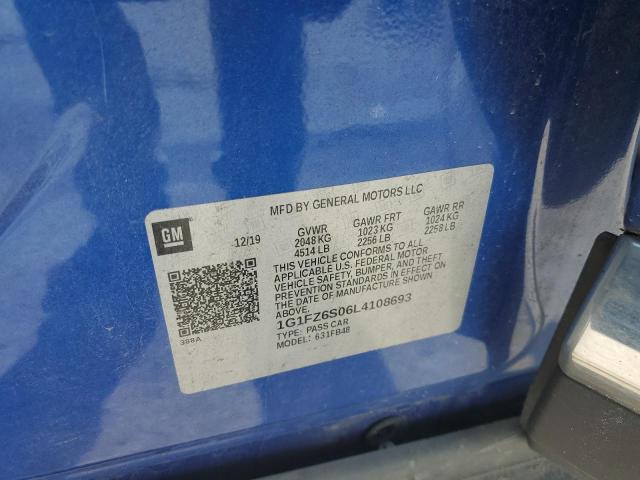 MFD BY GENERAL MOTORS LLC
GM
12/19
GVWR GAWR FRT GAWR RR
2048 KG 1023 KG 1024 KG
4514 LB 2256 LB 2258 LB
THIS VEHICLE CONFORMS TO ALL
APPLICABLE U.S. FEDERAL MOTOR
VEHICLE SAFETY, BUMPER, AND THEFT
PREVENTION STANDARDS IN EFFECT ON
THE DATE OF MANUFACTURE SHOWN
ABOVE.
1G1FZ6S06L4108693
TYPE: PASS CAR
MODEL: 631FB48
388A